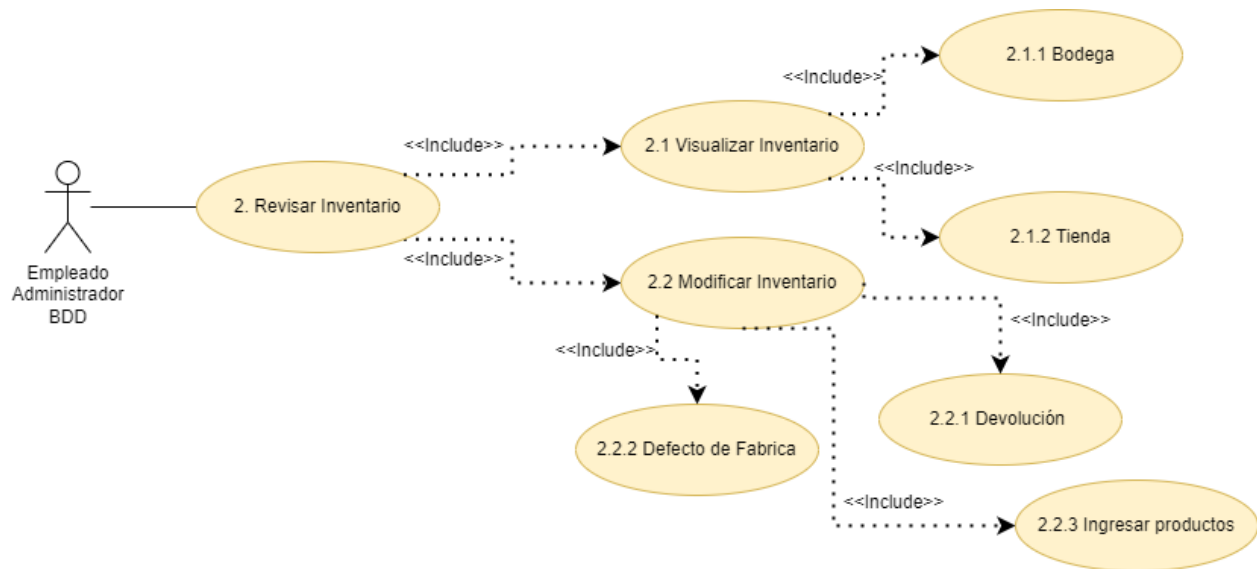 2.1.1 Bodega
<<Include>>
<<Include>>
2.1 Visualizar Inventario
<<Include>>
2. Revisar Inventario
2.1.2 Tienda
<<Include>>
Empleado
Administrador
BDD
2.2 Modificar Inventario
<<Include>>
<<Include>>
2.2.1 Devolución
2.2.2 Defecto de Fabrica
<<Include>>
2.2.3 Ingresar productos